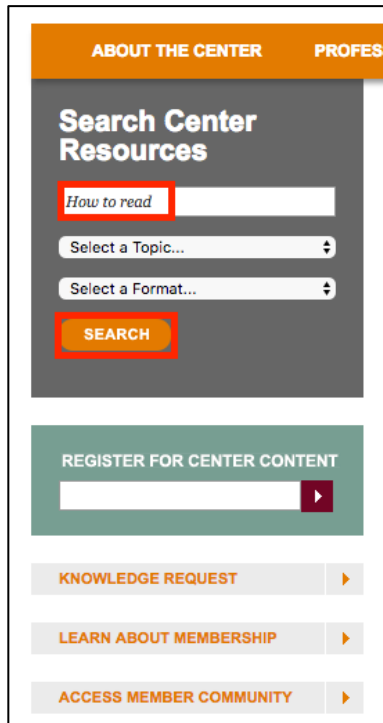 ABOUT THE CENTER PROFES
Search Center
Resources
How to read
Select a Topic...
Select a Format...
SEARCH
REGISTER FOR CENTER CONTENT
KNOWLEDGE REQUEST
LEARN ABOUT MEMBERSHIP
ACCESS MEMBER COMMUNITY